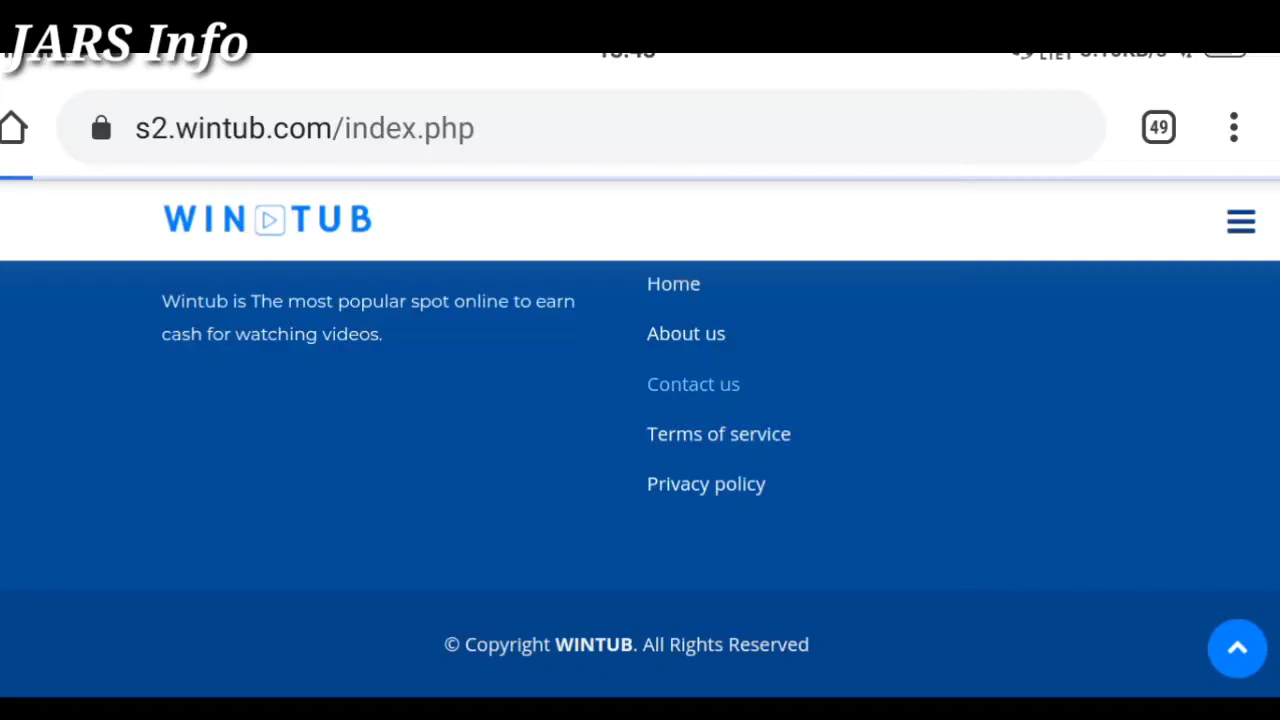 JARS Info
s2.wintub.com/index.php
49
WIN TUB
Wintub is The most popular spot online to earn
cash for watching videos.
Home
About us
Contact us
Terms of service
Privacy policy
© Copyright WINTUB. All Rights Reserved